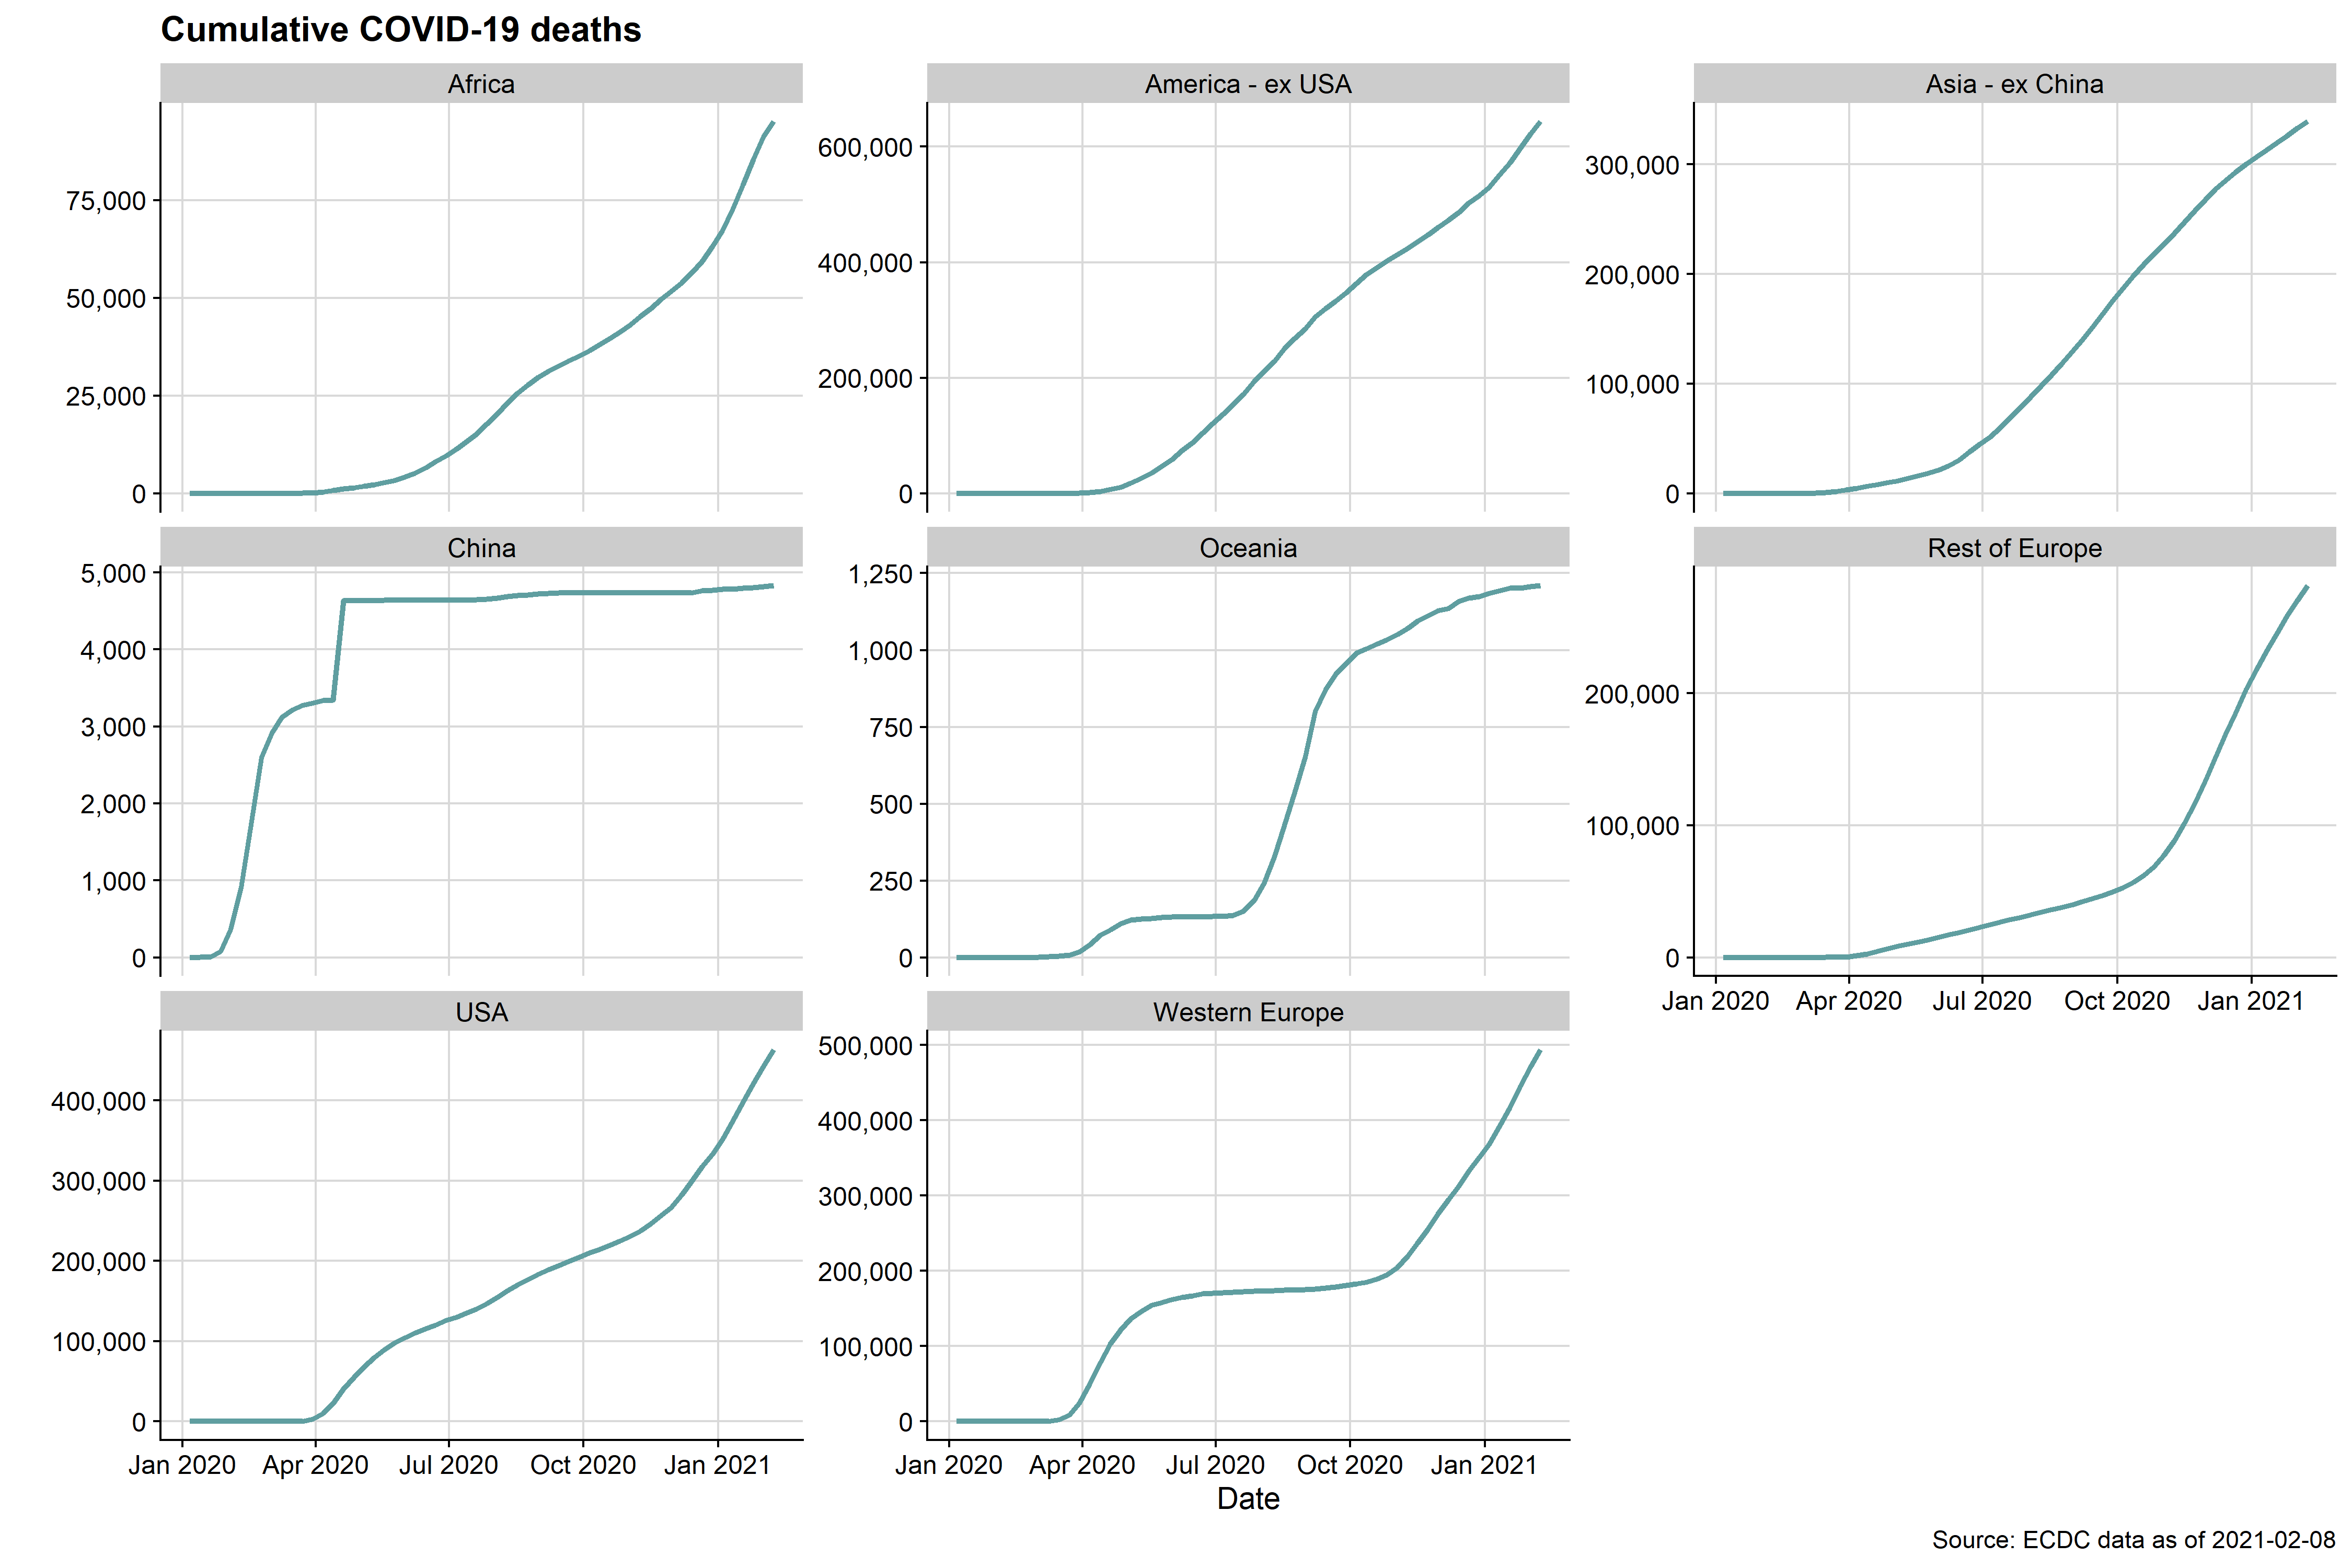 Cumulative COVID-19 deaths
Africa
America - ex USA
Asia - ex China
75,000
50,000
25,000
0
600,000
400,000
200,000
0
300,000
200,000
100,000
0
China
Oceania
Rest of Europe
5,000
4,000
3,000
2,000
1,000
0
1,250
1,000
750
500
250
0
200,000
100,000
0
Jan 2020 Apr 2020 Jul 2020 Oct 2020 Jan 2021
USA
Western Europe
400,000
300,000
200,000
100,000
0
500,000
400,000
300,000
200,000
100,000
0
Jan 2020 Apr 2020 Jul 2020 Oct 2020 Jan 2021
Jan 2020 Apr 2020 Jul 2020 Oct 2020 Jan 2021
Date
Source: ECDC data as of 2021-02-08